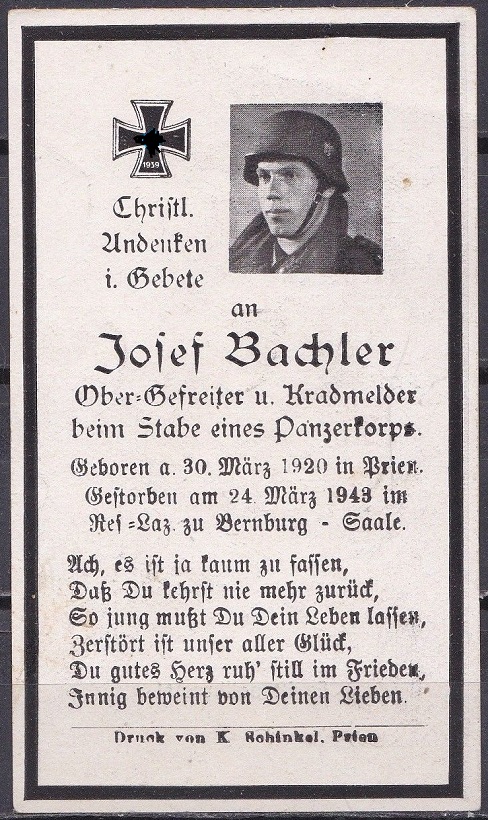 1939
Christl.
Andenken
i. Gebete
an
Josef Bachler
Ober=Gefreiter u. Kradmelder
beim Stabe eines Panzerkorps.
Geboren a. 30. März 1920 in Prien.
Gestorben am 24. März 1943 im
Res=Laz. zu Bernburg - Saale.
Ach, es ist ja kaum zu fassen,
Daß Du kehrst nie mehr zurück,
So jung mußt Du Dein Leben lassen,
Zerstört ist unser aller Glück,
Du gutes Herz ruh' still im Frieden,
Innig beweint von Deinen Lieben.
Druck von K. Schinkel, Prien